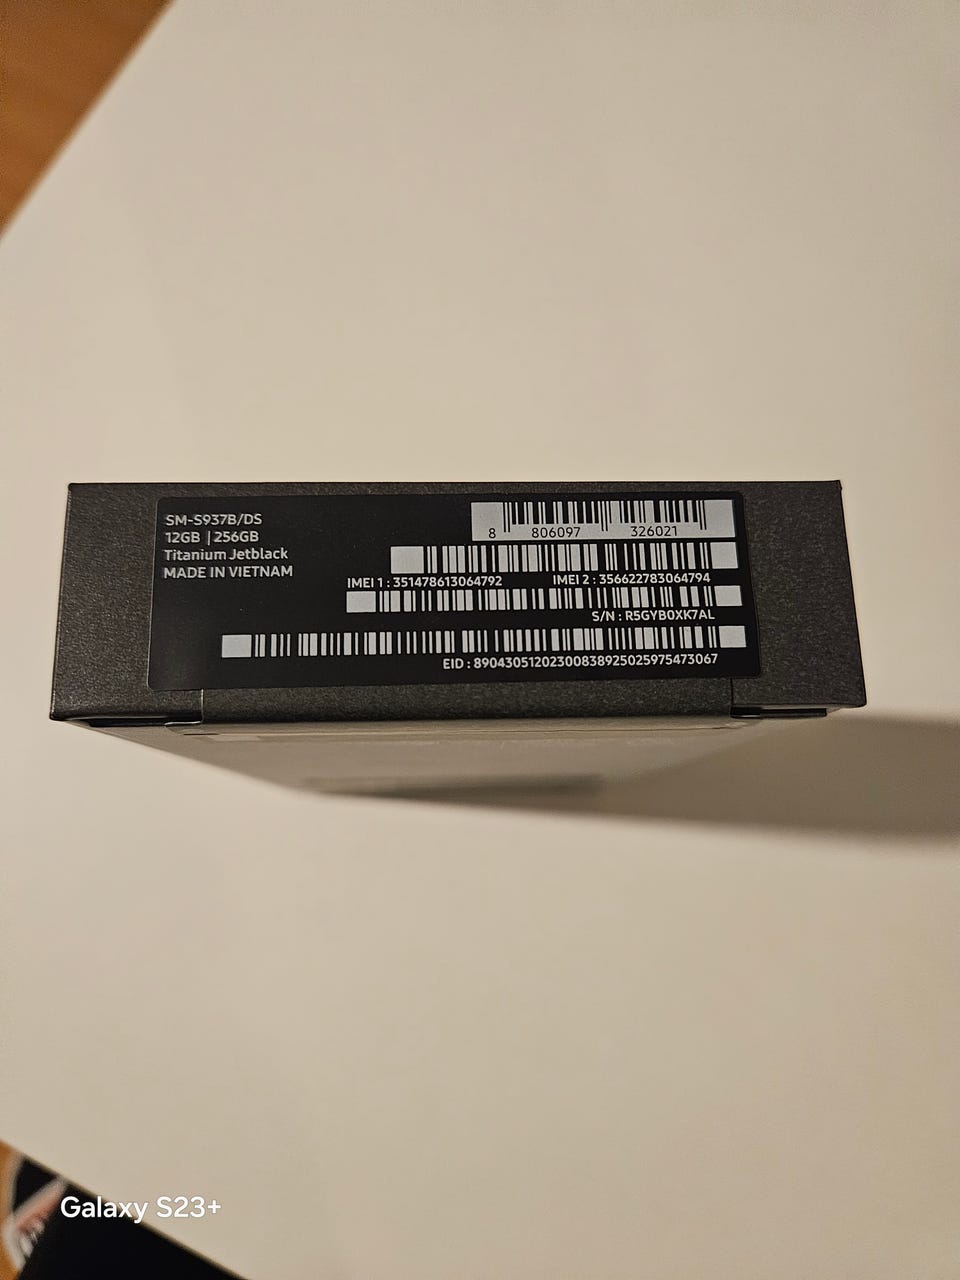 SM-S937B/DS
12GB | 256GB
Titanium Jetblack
MADE IN VIETNAM
8 806097 326021
IMEI 1 : 351478613064792 IMEI 2 : 356622783064794
S/N : R5GYB0XK7AL
EID : 89043051202300838925025975473067
Galaxy S23+